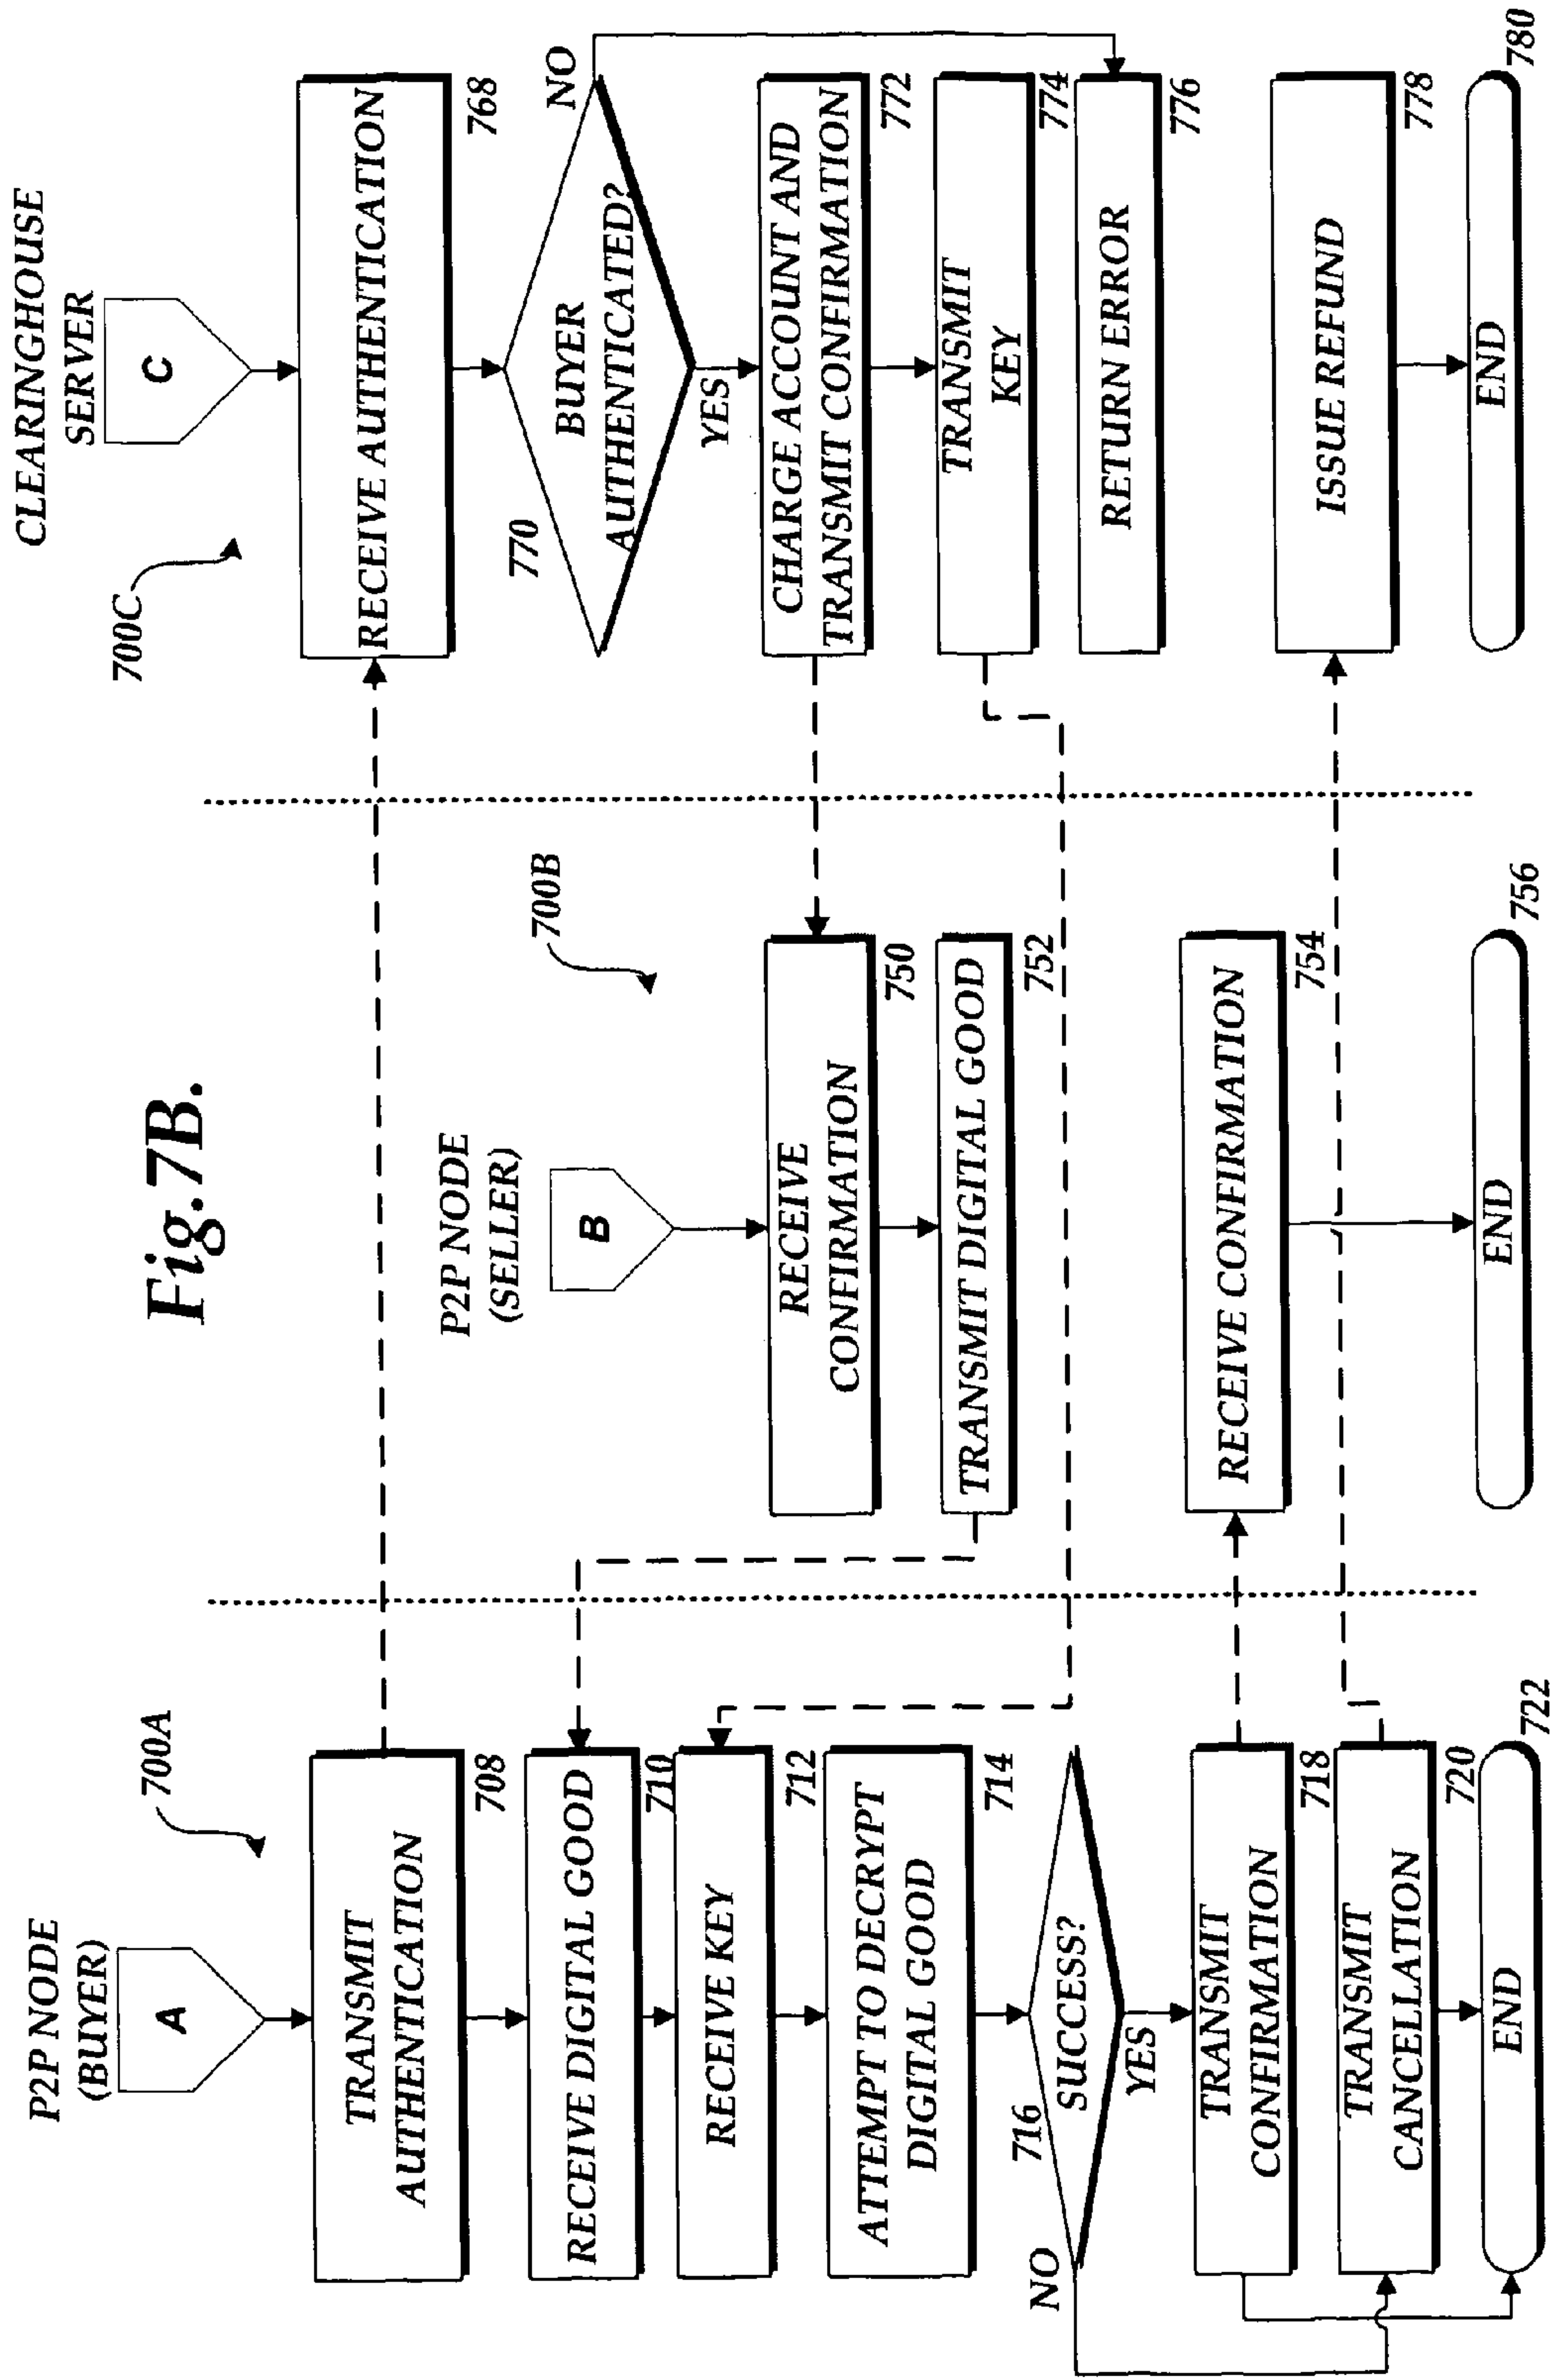 Fig.7B.
P2P NODE
(BUYER)
700A
A
TRANSMIT
AUTHENTICATION
708
RECEIVE DIGITAL GOOD
710
RECEIVE KEY
712
ATTEMPT TO DECRYPT
DIGITAL GOOD
714
716
SUCCESS?
NO
YES
TRANSMIT
CONFIRMATION
718
TRANSMIT
CANCELLATION
720
END
722
P2P NODE
(SELLER)
700B
B
RECEIVE
CONFIRMATION
750
TRANSMIT DIGITAL GOOD
752
RECEIVE CONFIRMATION
754
END
756
CLEARINGHOUSE
SERVER
700C
C
RECEIVE AUTHENTICATION
768
770
BUYER
AUTHENTICATED?
NO
YES
CHARGE ACCOUNT AND
TRANSMIT CONFIRMATION
772
TRANSMIT
KEY
774
RETURN ERROR
776
ISSUE REFUND
778
END
780